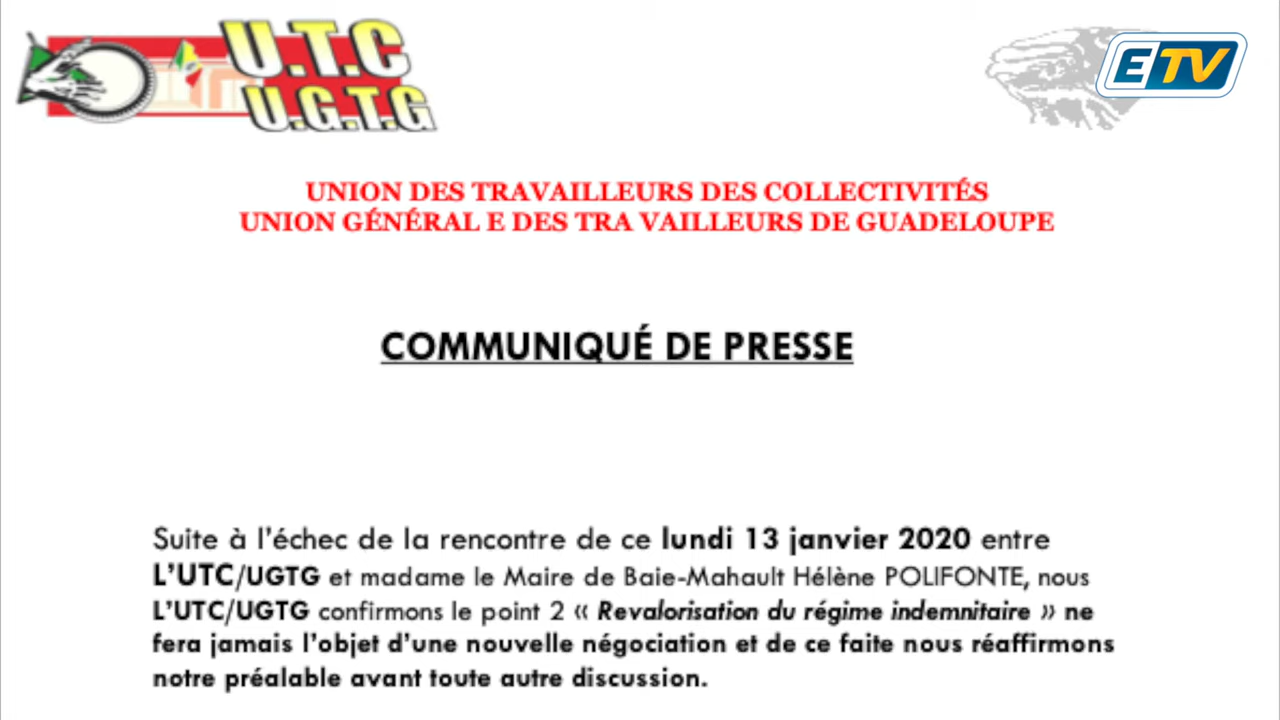 U.T.C
U.G.T.G
ETV
UNION DES TRAVAILLEURS DES COLLECTIVITÉS
UNION GÉNÉRAL E DES TRA VAILLEURS DE GUADELOUPE
COMMUNIQUÉ DE PRESSE
Suite à l'échec de la rencontre de ce lundi 13 janvier 2020 entre
L'UTC/UGTG et madame le Maire de Baie-Mahault Hélène POLIFONTE, nous
L'UTC/UGTG confirmons le point 2 « Revalorisation du régime indemnitaire » ne
fera jamais l'objet d'une nouvelle négociation et de ce faite nous réaffirmons
notre préalable avant toute autre discussion.